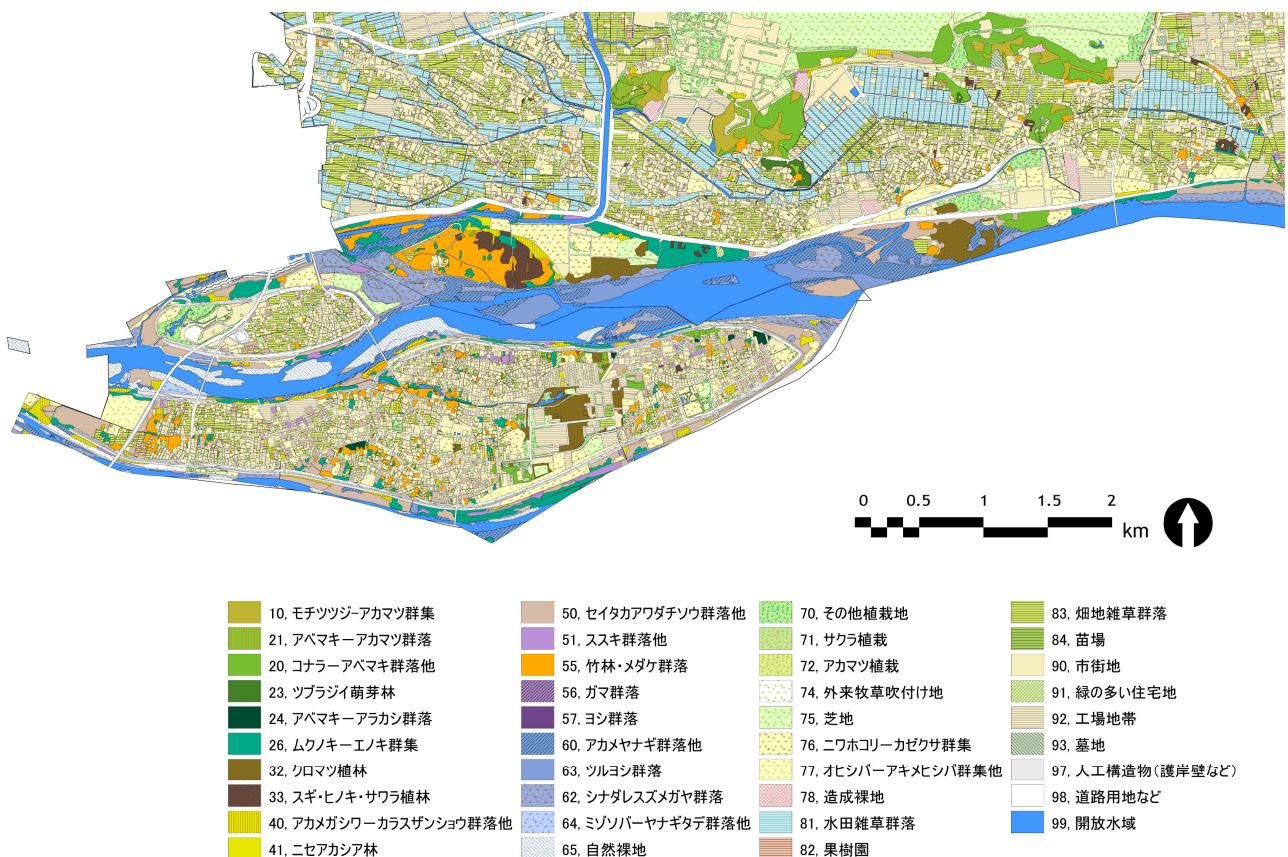 0 0.5 1 1.5 2
km
10, モチツツジーアカマツ群集
21, アベマキーアカマツ群落
20, コナラーアベマキ群落他
23, ツブラジイ萌芽林
24, アベマキーアラカシ群落
26, ムクノキーエノキ群集
32, クロマツ植林
33, スギ・ヒノキ・サワラ植林
40, アカメガシワーカラスザンショウ群落他
41, ニセアカシア林
50, セイタカアワダチソウ群落他
51, ススキ群落他
55, 竹林・メダケ群落
56, ガマ群落
57, ヨシ群落
60, アカメヤナギ群落他
63, ツルヨシ群落
62, シナダレスズメガヤ群落
64, ミゾソバーヤナギタデ群落他
65, 自然裸地
70, その他植栽地
71, サクラ植栽
72, アカマツ植栽
74, 外来牧草吹付け地
75, 芝地
76, ニワホコリーカゼクサ群集
77, オヒシバーアキメヒシバ群集他
78, 造成裸地
81, 水田雑草群落
82, 果樹園
83, 畑地雑草群落
84, 苗場
90, 市街地
91, 緑の多い住宅地
92, 工場地帯
93, 墓地
97, 人工構造物(護岸壁など)
98, 道路用地など
99, 開放水域